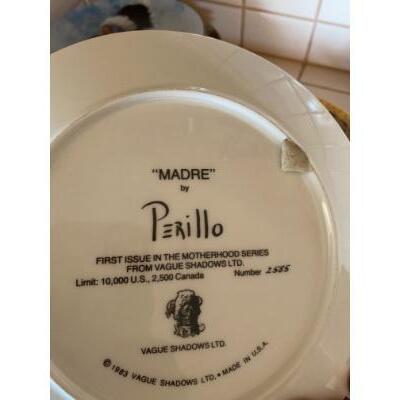 "MADRE"
by
Perillo
FIRST ISSUE IN THE MOTHERHOOD SERIES
FROM VAGUE SHADOWS LTD.
Limit: 10,000 U.S., 2,500 Canada Number 2585
VAGUE SHADOWS LTD.
© 1983 VAGUE SHADOWS LTD. • MADE IN U.S.A.